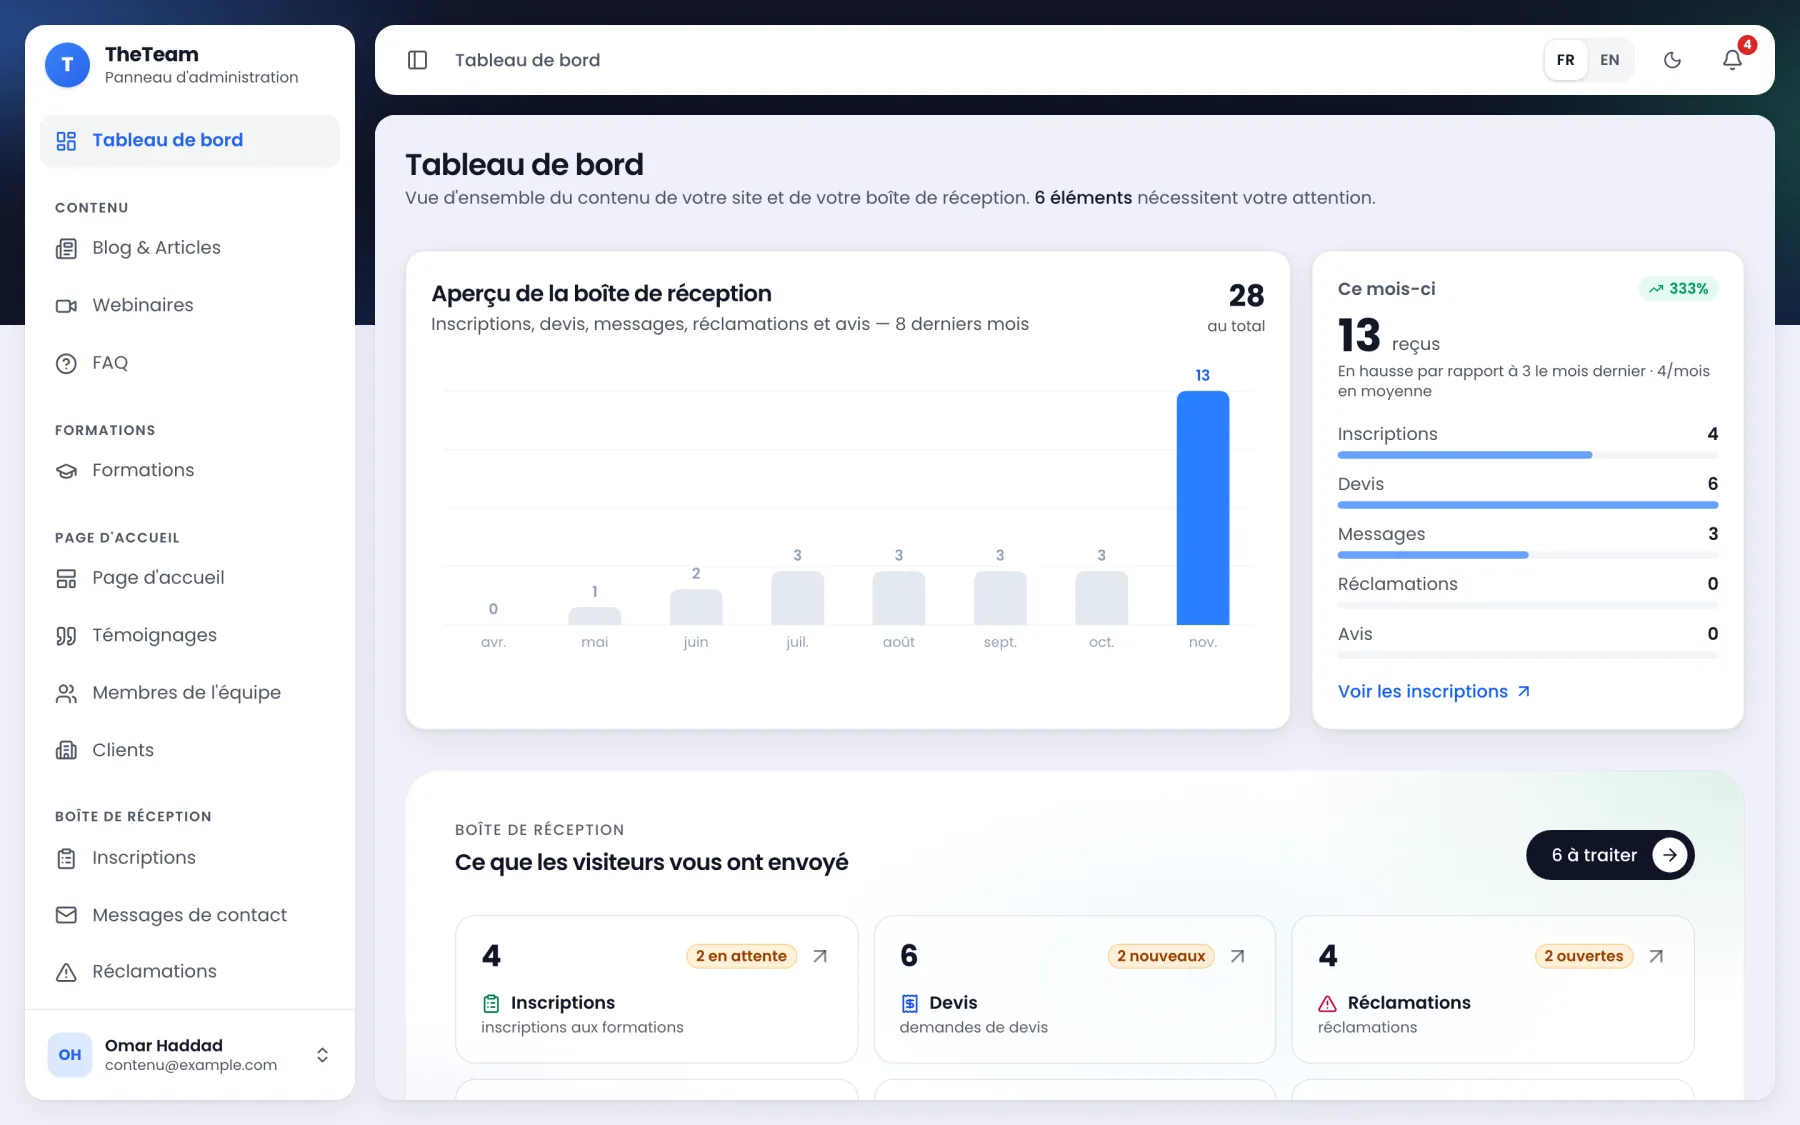 TheTeam
Panneau d'administration
Tableau de bord
CONTENU
Blog & Articles
Webinaires
FAQ
FORMATIONS
Formations
PAGE D'ACCUEIL
Page d'accueil
Témoignages
Membres de l'équipe
Clients
BOÎTE DE RÉCEPTION
Inscriptions
Messages de contact
Réclamations
OH
Omar Haddad
contenu@example.com
T
Tableau de bord
FR
EN
4
Tableau de bord
Vue d'ensemble du contenu de votre site et de votre boîte de réception. 6 éléments nécessitent votre attention.
Aperçu de la boîte de réception
Inscriptions, devis, messages, réclamations et avis — 8 derniers mois
28
au total
0
1
2
3
3
3
3
13
avr.
mai
juin
juil.
août
sept.
oct.
nov.
Ce mois-ci
333%
13 reçus
En hausse par rapport à 3 le mois dernier · 4/mois
en moyenne
Inscriptions 4
Devis 6
Messages 3
Réclamations 0
Avis 0
Voir les inscriptions
BOÎTE DE RÉCEPTION
Ce que les visiteurs vous ont envoyé
6 à traiter
4
2 en attente
Inscriptions
inscriptions aux formations
6
2 nouveaux
Devis
demandes de devis
4
2 ouvertes
Réclamations
réclamations